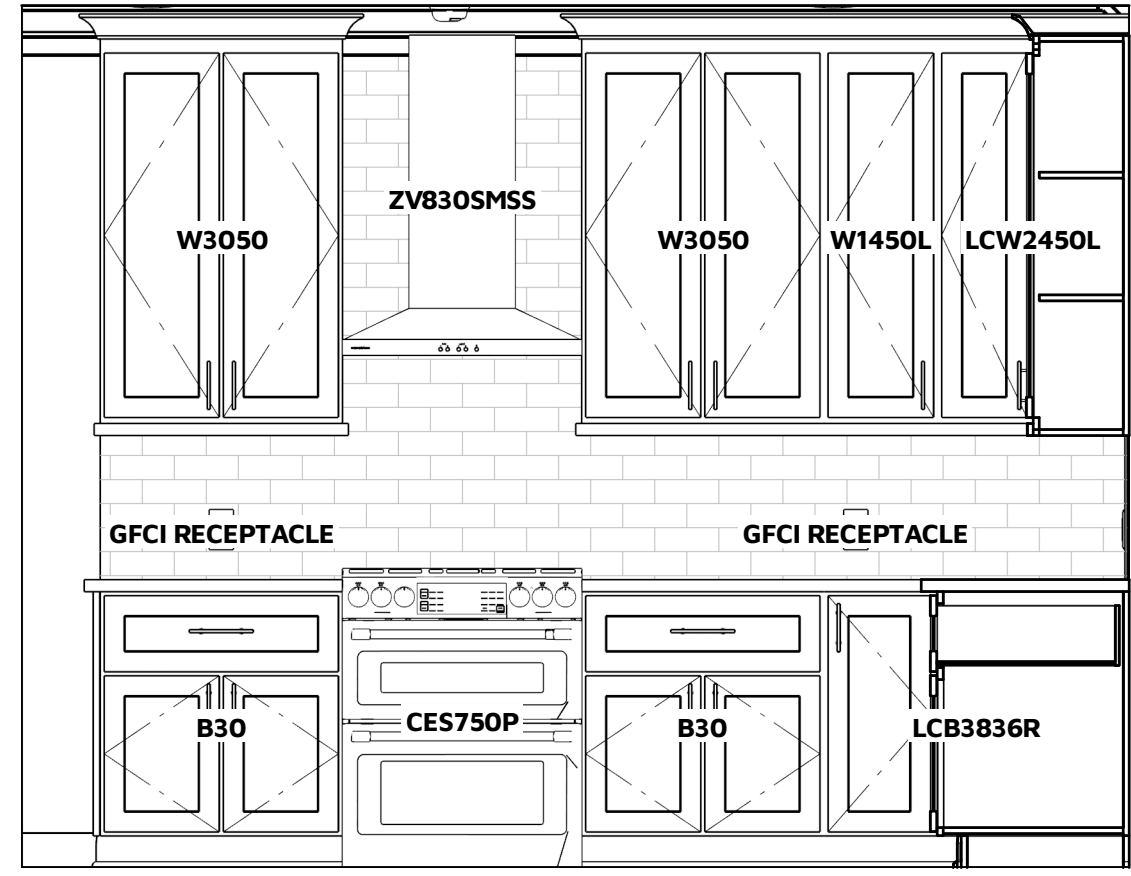 ZV830SMSS
W3050
W3050
W1450L
LCW2450L
GFCI RECEPTACLE
GFCI RECEPTACLE
B30
CES750P
B30
LCB3836R